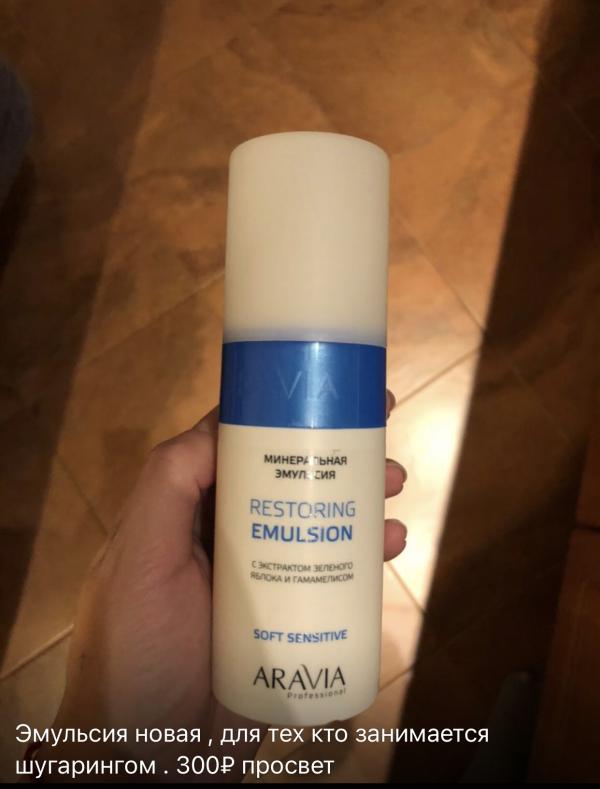 VIA
МИНЕРАЛЬНАЯ
ЭМУЛЬСИЯ
RESTORING
EMULSION
С ЭКСТРАКТОМ ЗЕЛЕНОГО
ЯБЛОКА И ГАМАМЕЛИСОМ
SOFT SENSITIVE
ARAVIA
Professional
Эмульсия новая , для тех кто занимается
шугарингом . 300₽ просвет